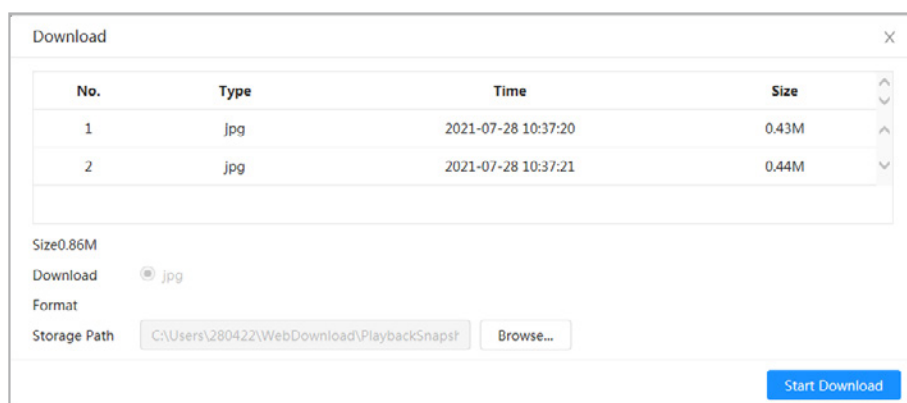 Download
No. Type Time Size
1 jpg 2021-07-28 10:37:20 0.43M
2 jpg 2021-07-28 10:37:21 0.44M
Size0.86M
Download jpg
Format
Storage Path C:\Users\280422\WebDownload\PlaybackSnapsh Browse...
Start Download